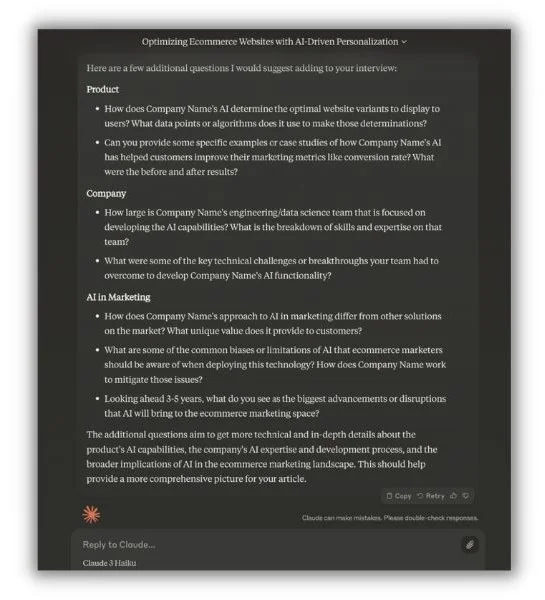 Optimizing Ecommerce Websites with AI-Driven Personalization
Here are a few additional questions I would suggest adding to your interview:
Product
• How does Company Name's AI determine the optimal website variants to display to
users? What data points or algorithms does it use to make those determinations?
• Can you provide some specific examples or case studies of how Company Name's AI
has helped customers improve their marketing metrics like conversion rate? What
were the before and after results?
Company
• How large is Company Name's engineering/data science team that is focused on
developing the AI capabilities? What is the breakdown of skills and expertise on that
team?
• What were some of the key technical challenges or breakthroughs your team had to
overcome to develop Company Name's AI functionality?
AI in Marketing
• How does Company Name's approach to AI in marketing differ from other solutions
on the market? What unique value does it provide to customers?
• What are some of the common biases or limitations of AI that ecommerce marketers
should be aware of when deploying this technology? How does Company Name work
to mitigate those issues?
• Looking ahead 3-5 years, what do you see as the biggest advancements or disruptions
that AI will bring to the ecommerce marketing space?
The additional questions aim to get more technical and in-depth details about the
product's AI capabilities, the company's AI expertise and development process, and the
broader implications of AI in the ecommerce marketing landscape. This should help
provide a more comprehensive picture for your article.
Copy Retry
Claude can make mistakes. Please double-check responses.
Reply to Claude...
Claude 3 Haiku